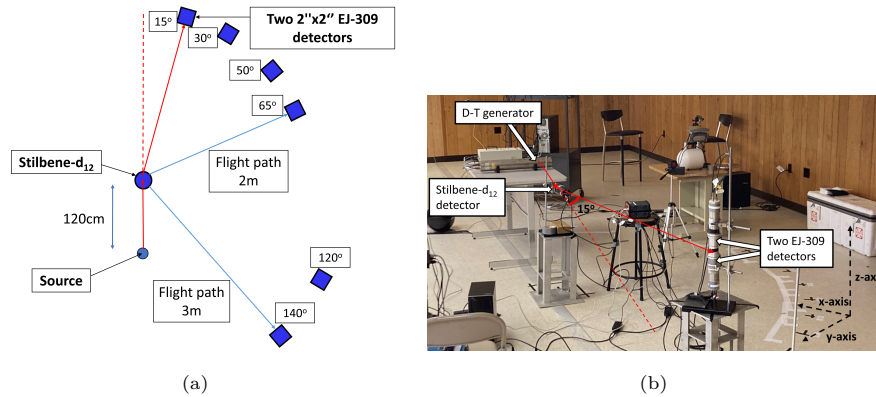 15°
Two 2''x2'' EJ-309
detectors
30°
50°
65°
Stilbene-d12
Flight path
2m
120cm
Source
120°
Flight path
3m
140°
(a)
D-T generator
Stilbene-d12
detector
15°
Two EJ-309
detectors
z-ax
x-axis
y-axis
(b)